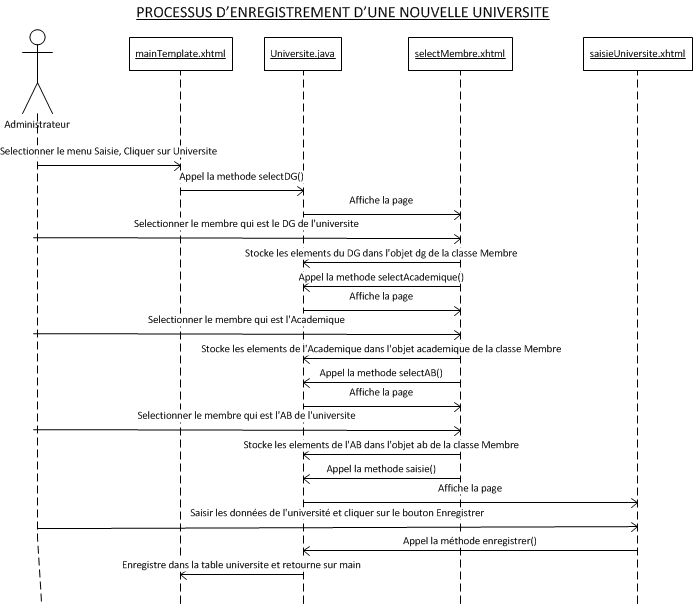 PROCESSUS D'ENREGISTREMENT D'UNE NOUVELLE UNIVERSITE
mainTemplate.xhtml
Universite.java
selectMembre.xhtml
saisieUniversite.xhtml
Administrateur
Selectionner le menu Saisie, Cliquer sur Universite
Appel la methode selectDG()
Affiche la page
Selectionner le membre qui est le DG de l'universite
Stocke les elements du DG dans l'objet dg de la classe Membre
Appel la methode selectAcademique()
Affiche la page
Selectionner le membre qui est l'Academique
Stocke les elements de l'Academique dans l'objet academique de la classe Membre
Appel la methode selectAB()
Affiche la page
Selectionner le membre qui est l'AB de l'universite
Stocke les elements de l'AB dans l'objet ab de la classe Membre
Appel la methode saisie()
Affiche la page
Saisir les données de l'université et cliquer sur le bouton Enregistrer
Appel la méthode enregistrer()
Enregistre dans la table universite et retourne sur main